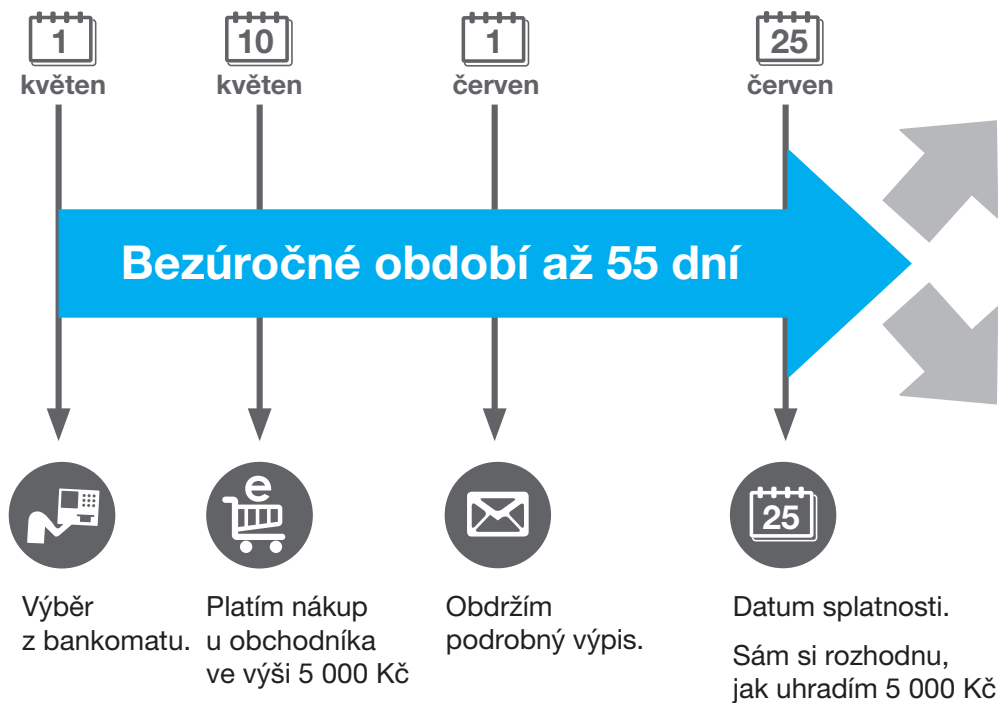 1
květen
10
květen
1
červen
25
červen
Bezúročné období až 55 dní
e
25
Výběr
z bankomatu.
Platím nákup
u obchodníka
ve výši 5 000 Kč
Obdržím
podrobný výpis.
Datum splatnosti.
Sám si rozhodnu,
jak uhradím 5 000 Kč